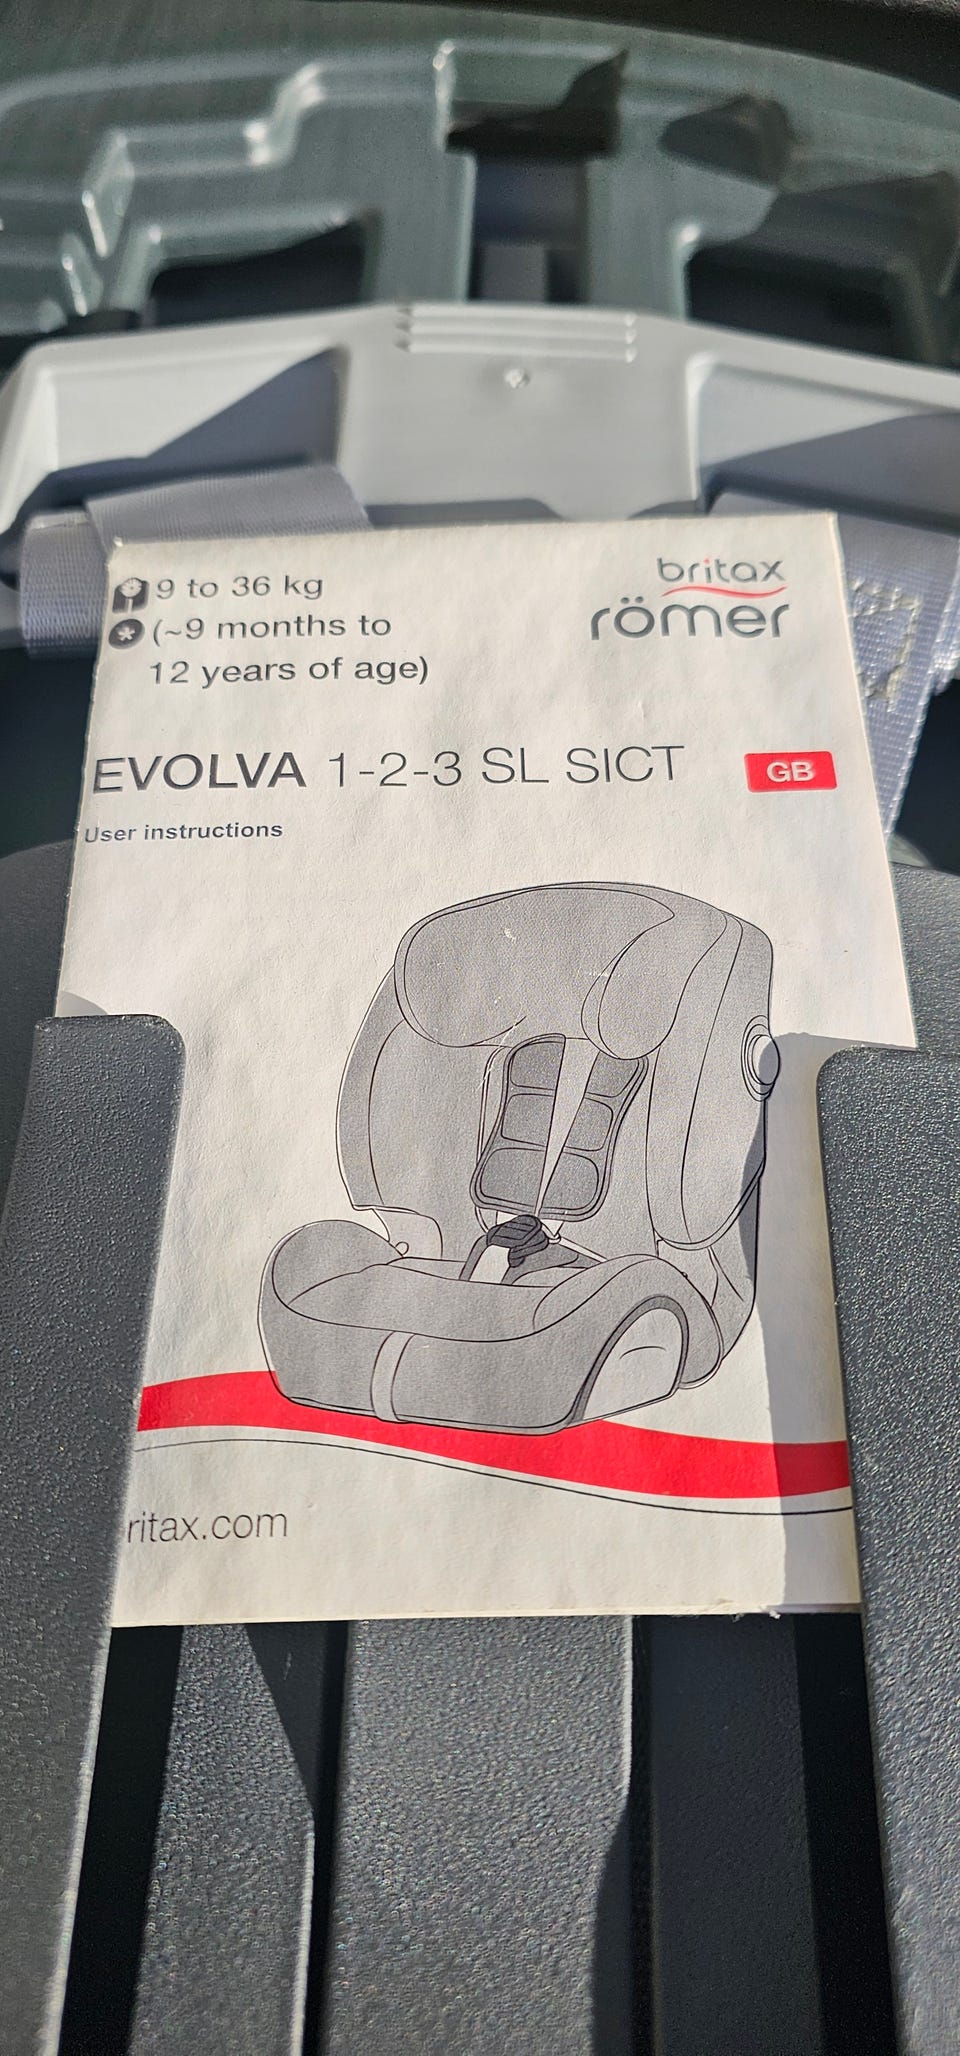 9 to 36 kg
(~9 months to
12 years of age)
britax
römer
EVOLVA 1-2-3 SL SICT
GB
User instructions
ritax.com